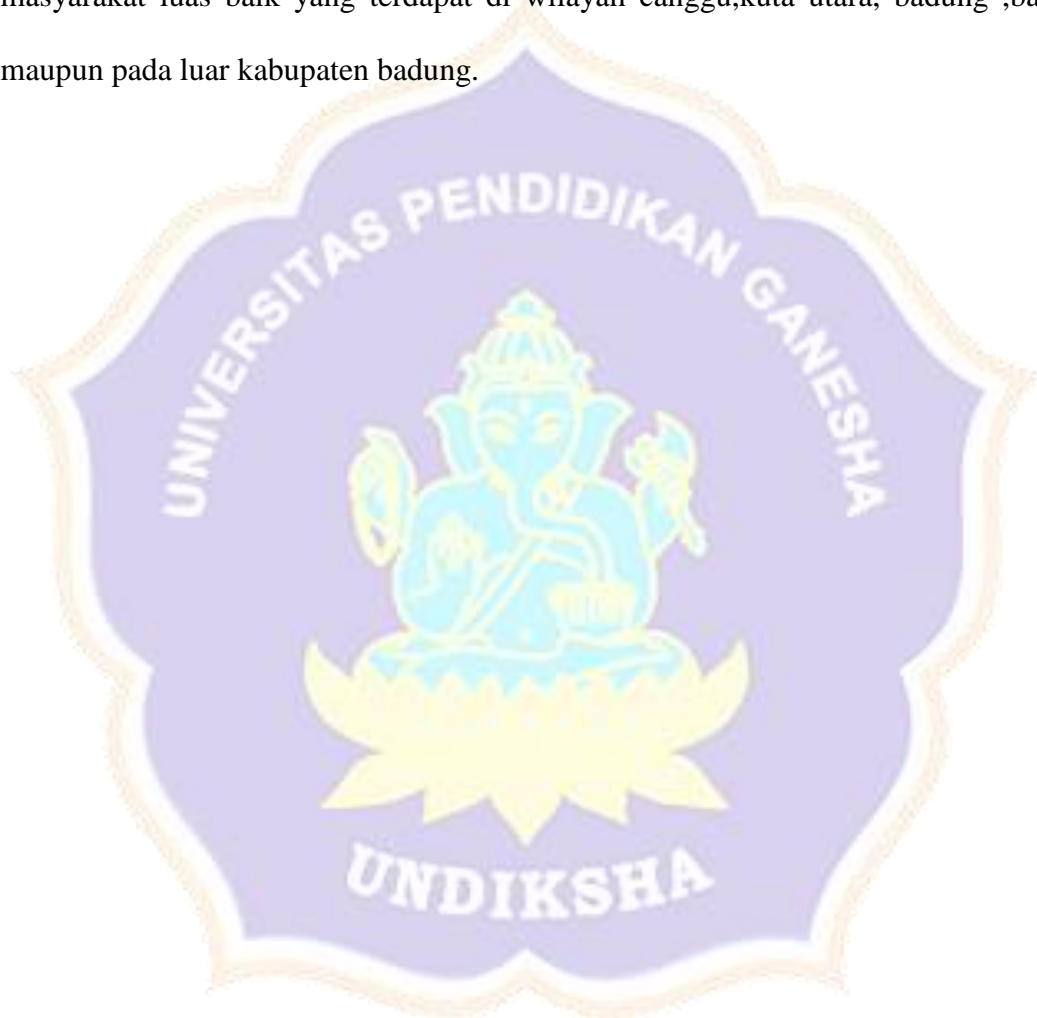 masyarakat luas baik yang terdapat di wilayah canggu,kuta utara, badung ,ba
maupun pada luar kabupaten badung.
UNIVERSITAS PENDIDIKAN GANESHA
UNDIKSHA